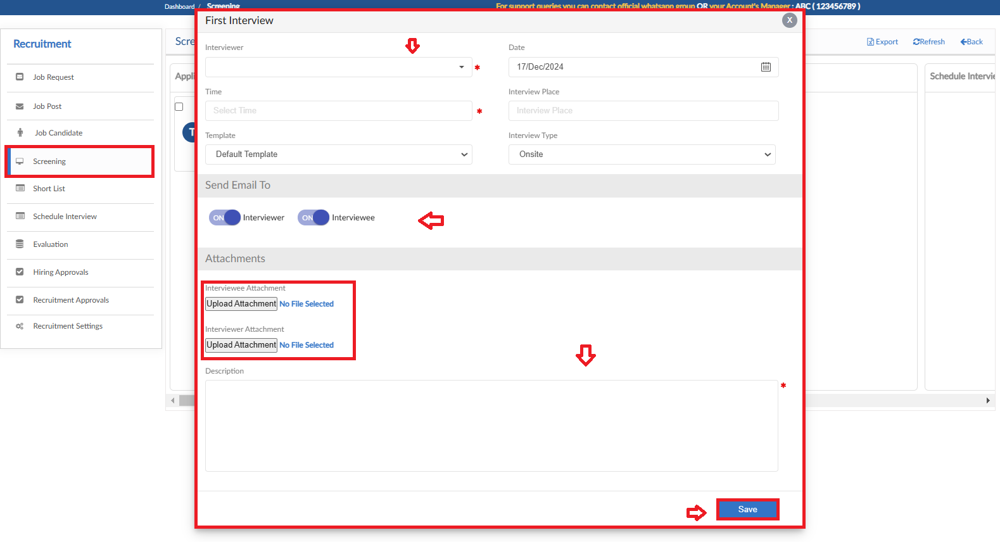 Dashboard / Screening
For support queries you can contact official whatsapp group OR your Account's Manager : ABC ( 123456789 )
Recruitment
Job Request
Job Post
Job Candidate
Screening
Short List
Schedule Interview
Evaluation
Hiring Approvals
Recruitment Approvals
Recruitment Settings
Scre
Export
Refresh
Back
Appli
T
Schedule Intervie
First Interview
X
Interviewer
*
Date
17/Dec/2024
Time
Select Time
*
Interview Place
Interview Place
Template
Default Template
Interview Type
Onsite
Send Email To
ON Interviewer
ON Interviewee
Attachments
Interviewee Attachment
Upload Attachment No File Selected
Interviewer Attachment
Upload Attachment No File Selected
Description
*
Save